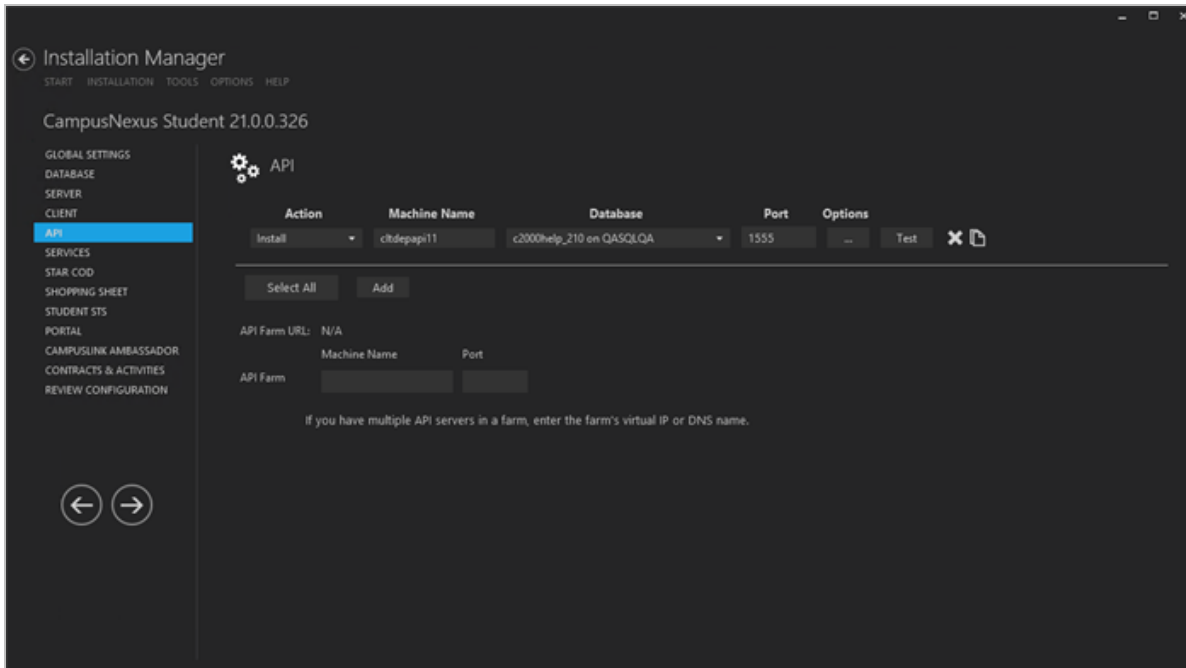 Installation Manager
START INSTALLATION TOOLS OPTIONS HELP
CampusNexus Student 21.0.0.326
GLOBAL SETTINGS
DATABASE
SERVER
CLIENT
API
SERVICES
STAR COD
SHOPPING SHEET
STUDENT STS
PORTAL
CAMPUSLINK AMBASSADOR
CONTRACTS & ACTIVITIES
REVIEW CONFIGURATION
API
Action Machine Name Database Port Options
Install cltdepapi11 c2000help_210 on QASQLQA 1555 ... Test
Select All Add
API Farm URL: N/A
Machine Name Port
API Farm
If you have multiple API servers in a farm, enter the farm's virtual IP or DNS name.